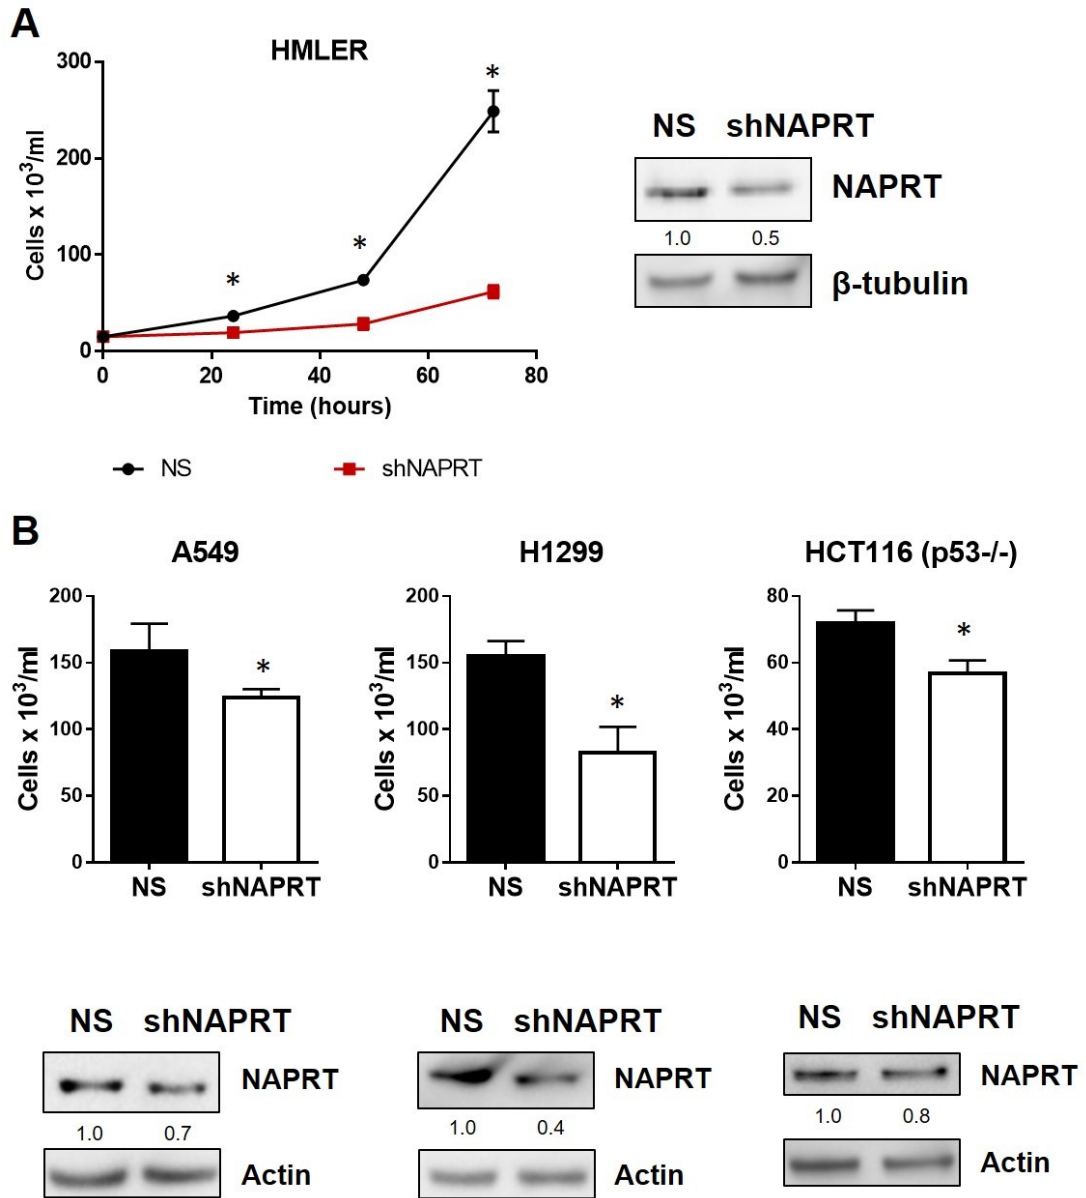 A
HMLER
300
200
100
0
Cells x 10³/ml
*
*
*
0 20 40 60 80
Time (hours)
NS shNAPRT
NS shNAPRT
NAPRT
1.0 0.5
β-tubulin
B
A549
200
150
100
50
0
Cells x 10³/ml
*
NS shNAPRT
H1299
200
150
100
50
0
Cells x 10³/ml
*
NS shNAPRT
HCT116 (p53-/-)
80
60
40
20
0
Cells x 10³/ml
*
NS shNAPRT
NS shNAPRT
NAPRT
1.0 0.7
Actin
NS shNAPRT
NAPRT
1.0 0.4
Actin
NS shNAPRT
NAPRT
1.0 0.8
Actin